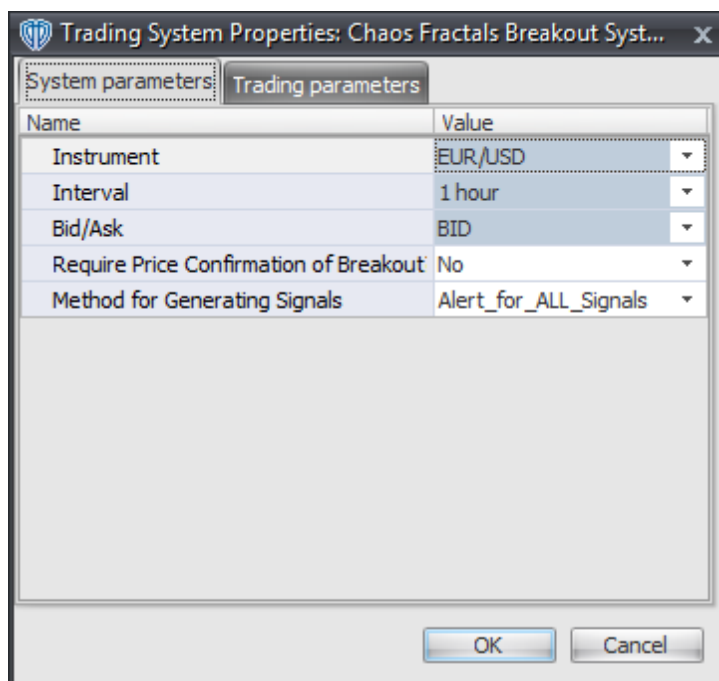 Trading System Properties: Chaos Fractals Breakout Syst... x
System parameters Trading parameters
Name Value
Instrument EUR/USD
Interval 1 hour
Bid/Ask BID
Require Price Confirmation of Breakout No
Method for Generating Signals Alert_for_ALL_Signals
OK Cancel